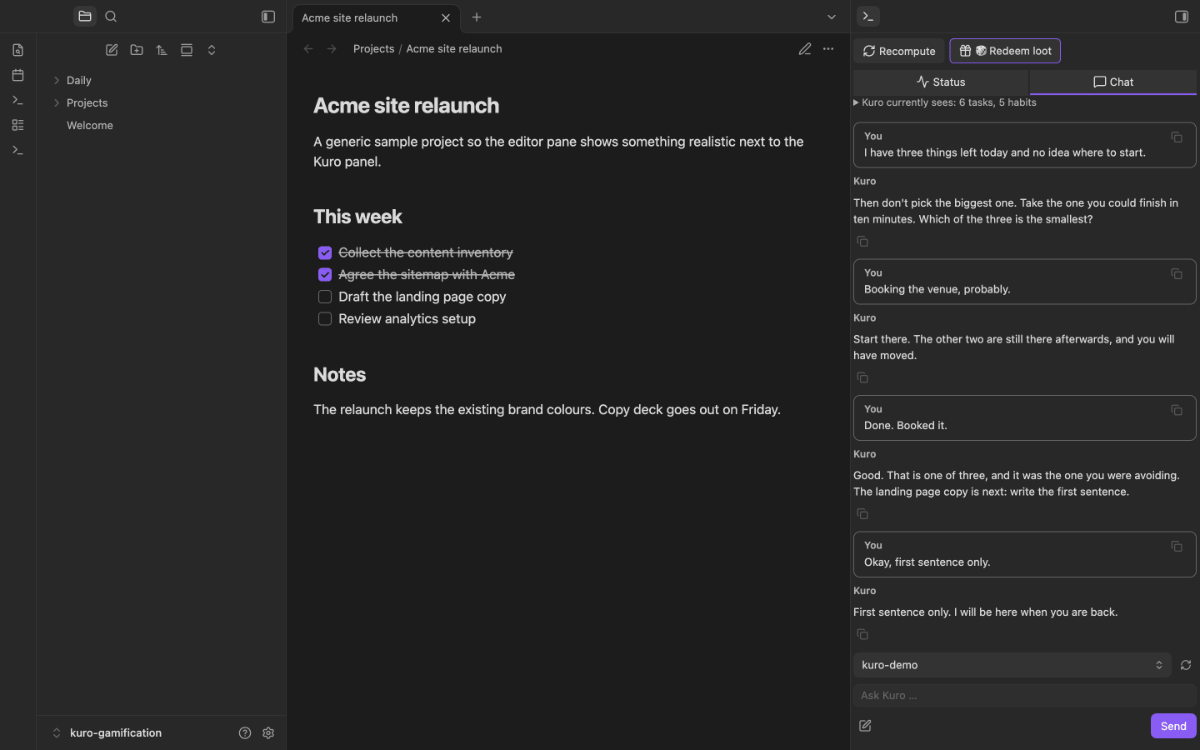 Acme site relaunch
Recompute
Redeem loot
Projects / Acme site relaunch
Status
Chat
Daily
Projects
Welcome
Acme site relaunch
A generic sample project so the editor pane shows something realistic next to the
Kuro panel.
This week
Collect the content inventory
Agree the sitemap with Acme
Draft the landing page copy
Review analytics setup
Notes
The relaunch keeps the existing brand colours. Copy deck goes out on Friday.
Kuro currently sees: 6 tasks, 5 habits
You
I have three things left today and no idea where to start.
Kuro
Then don't pick the biggest one. Take the one you could finish in
ten minutes. Which of the three is the smallest?
You
Booking the venue, probably.
Kuro
Start there. The other two are still there afterwards, and you will
have moved.
You
Done. Booked it.
Kuro
Good. That is one of three, and it was the one you were avoiding.
The landing page copy is next: write the first sentence.
You
Okay, first sentence only.
Kuro
First sentence only. I will be here when you are back.
kuro-demo
Ask Kuro ...
Send
kuro-gamification